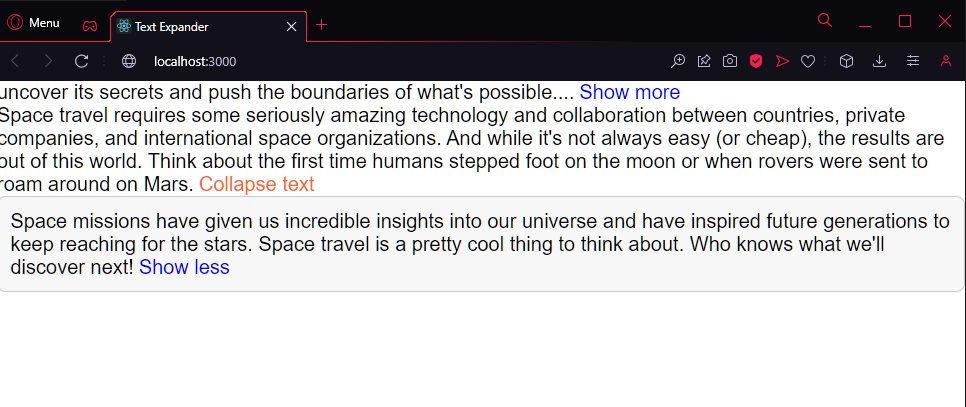 Menu
Text Expander
localhost:3000
uncover its secrets and push the boundaries of what's possible.... Show more
Space travel requires some seriously amazing technology and collaboration between countries, private
companies, and international space organizations. And while it's not always easy (or cheap), the results are
out of this world. Think about the first time humans stepped foot on the moon or when rovers were sent to
roam around on Mars. Collapse text
Space missions have given us incredible insights into our universe and have inspired future generations to
keep reaching for the stars. Space travel is a pretty cool thing to think about. Who knows what we'll
discover next! Show less